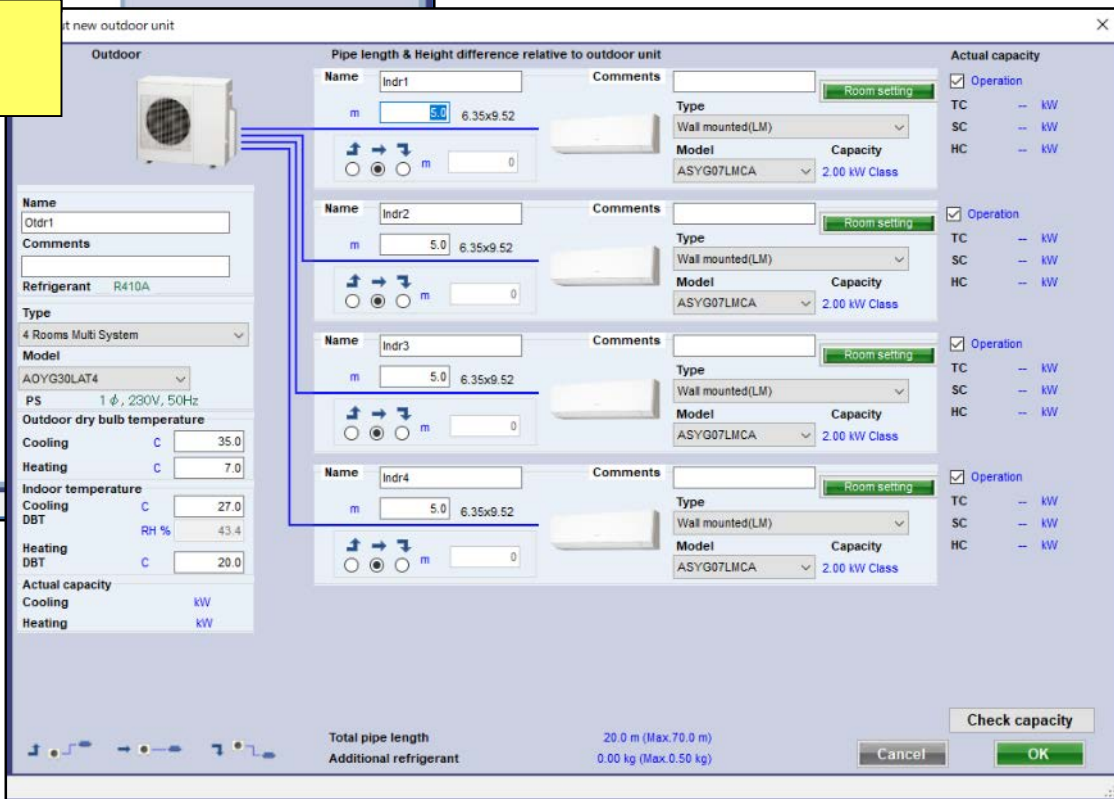 t new outdoor unit
Outdoor
Name
Otdr1
Comments
Refrigerant R410A
Type
4 Rooms Multi System
Model
AOYG30LAT4
PS 1 ϕ, 230V, 50Hz
Outdoor dry bulb temperature
Cooling C 35.0
Heating C 7.0
Indoor temperature
Cooling DBT C 27.0
RH % 43.4
Heating DBT C 20.0
Actual capacity
Cooling kW
Heating kW
Pipe length & Height difference relative to outdoor unit
Actual capacity
Name Indr1 Comments
Room setting
Operation
m 5.0 6.35x9.52
Type
Wall mounted(LM)
m 0
Model Capacity
ASYG07LMCA 2.00 kW Class
TC -- kW
SC -- kW
HC -- kW
Name Indr2 Comments
Room setting
Operation
m 5.0 6.35x9.52
Type
Wall mounted(LM)
m 0
Model Capacity
ASYG07LMCA 2.00 kW Class
TC -- kW
SC -- kW
HC -- kW
Name Indr3 Comments
Room setting
Operation
m 5.0 6.35x9.52
Type
Wall mounted(LM)
m 0
Model Capacity
ASYG07LMCA 2.00 kW Class
TC -- kW
SC -- kW
HC -- kW
Name Indr4 Comments
Room setting
Operation
m 5.0 6.35x9.52
Type
Wall mounted(LM)
m 0
Model Capacity
ASYG07LMCA 2.00 kW Class
TC -- kW
SC -- kW
HC -- kW
Total pipe length 20.0 m (Max.70.0 m)
Additional refrigerant 0.00 kg (Max.0.50 kg)
Check capacity
Cancel
OK